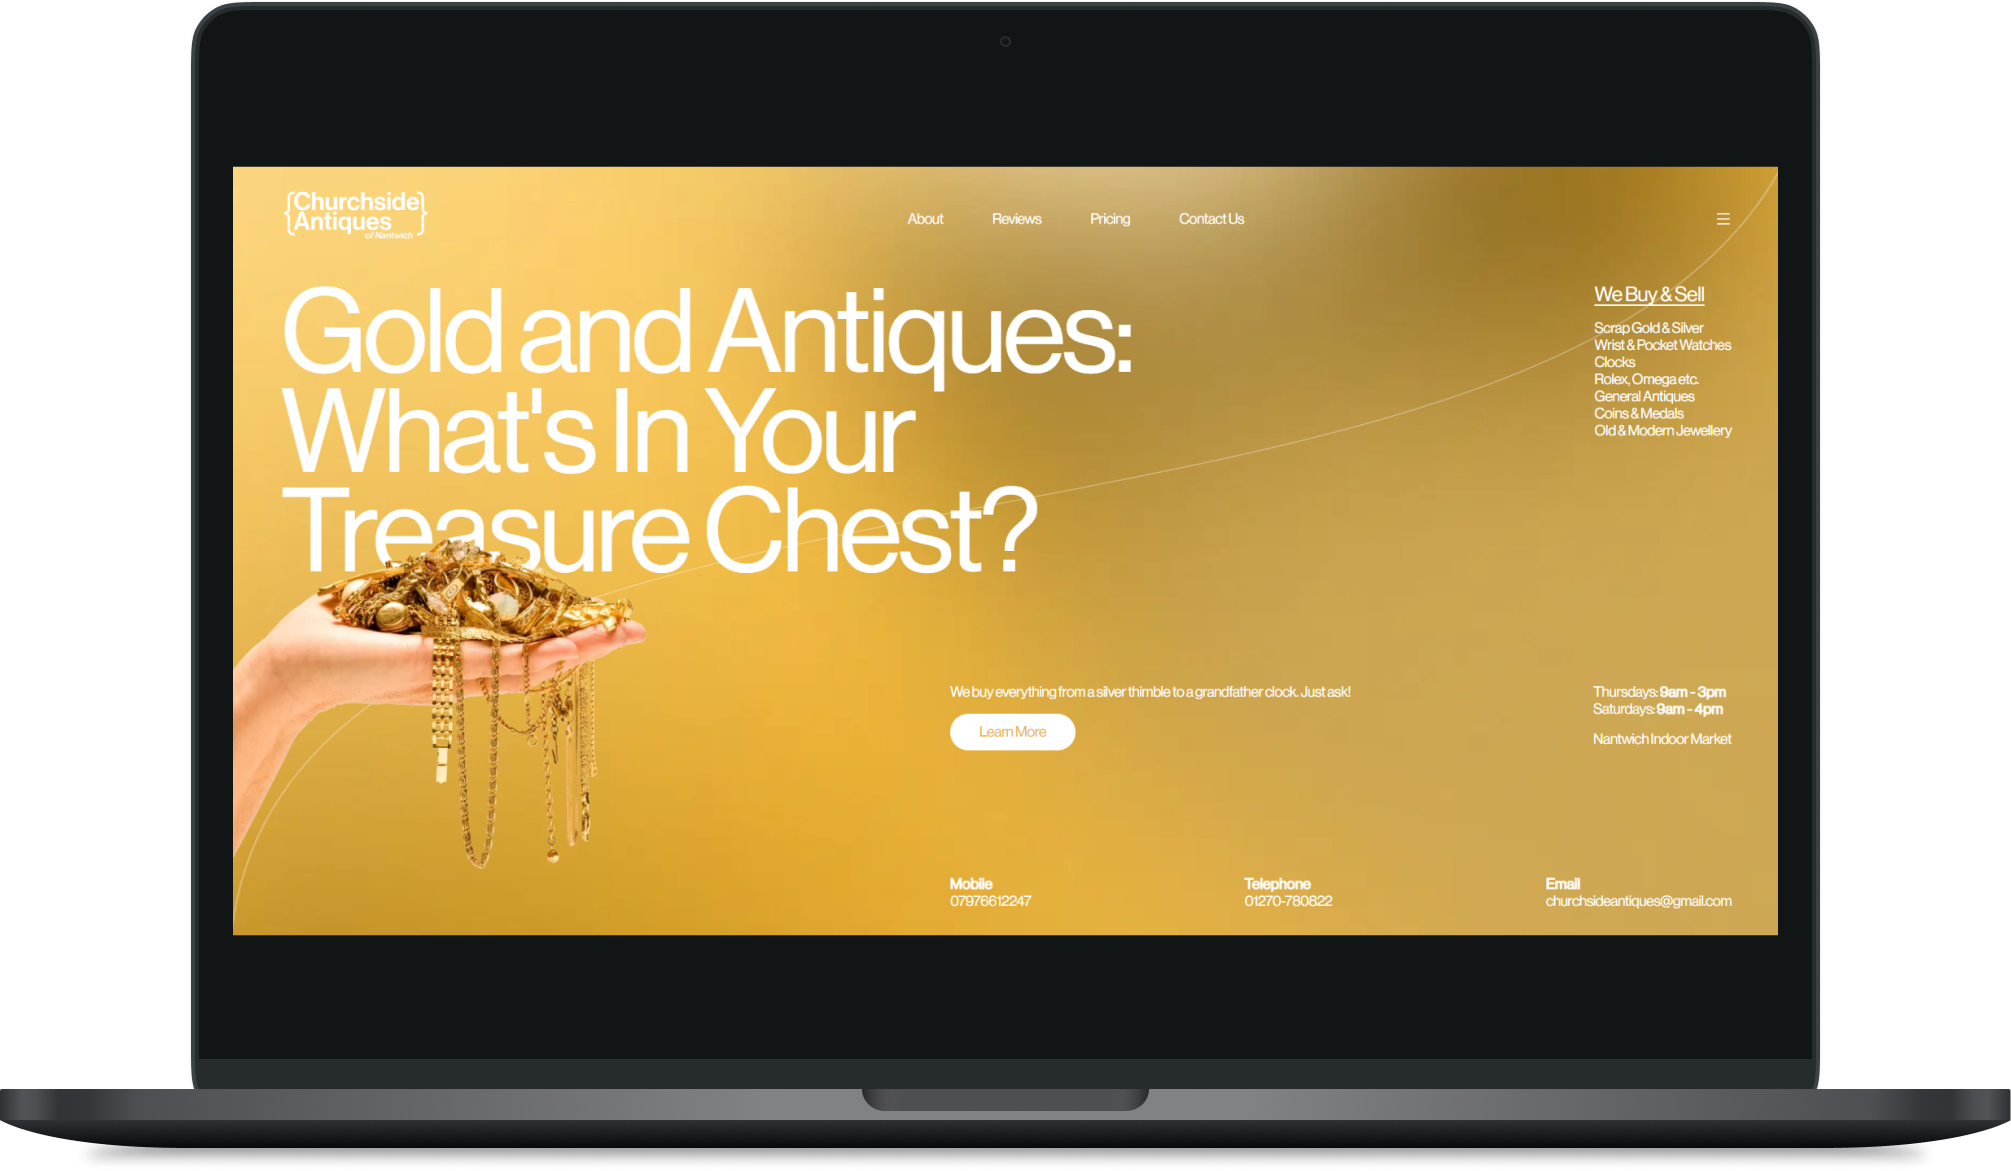 {Churchside
Antiques}
of Nantwich
About
Reviews
Pricing
Contact Us
Gold and Antiques:
What's In Your
Treasure Chest?
We Buy & Sell
Scrap Gold & Silver
Wrist & Pocket Watches
Clocks
Rolex, Omega etc.
General Antiques
Coins & Medals
Old & Modern Jewellery
We buy everything from a silver thimble to a grandfather clock. Just ask!
Learn More
Thursdays: 9am - 3pm
Saturdays: 9am - 4pm
Nantwich Indoor Market
Mobile
07976612247
Telephone
01270-780822
Email
churchsideantiques@gmail.com